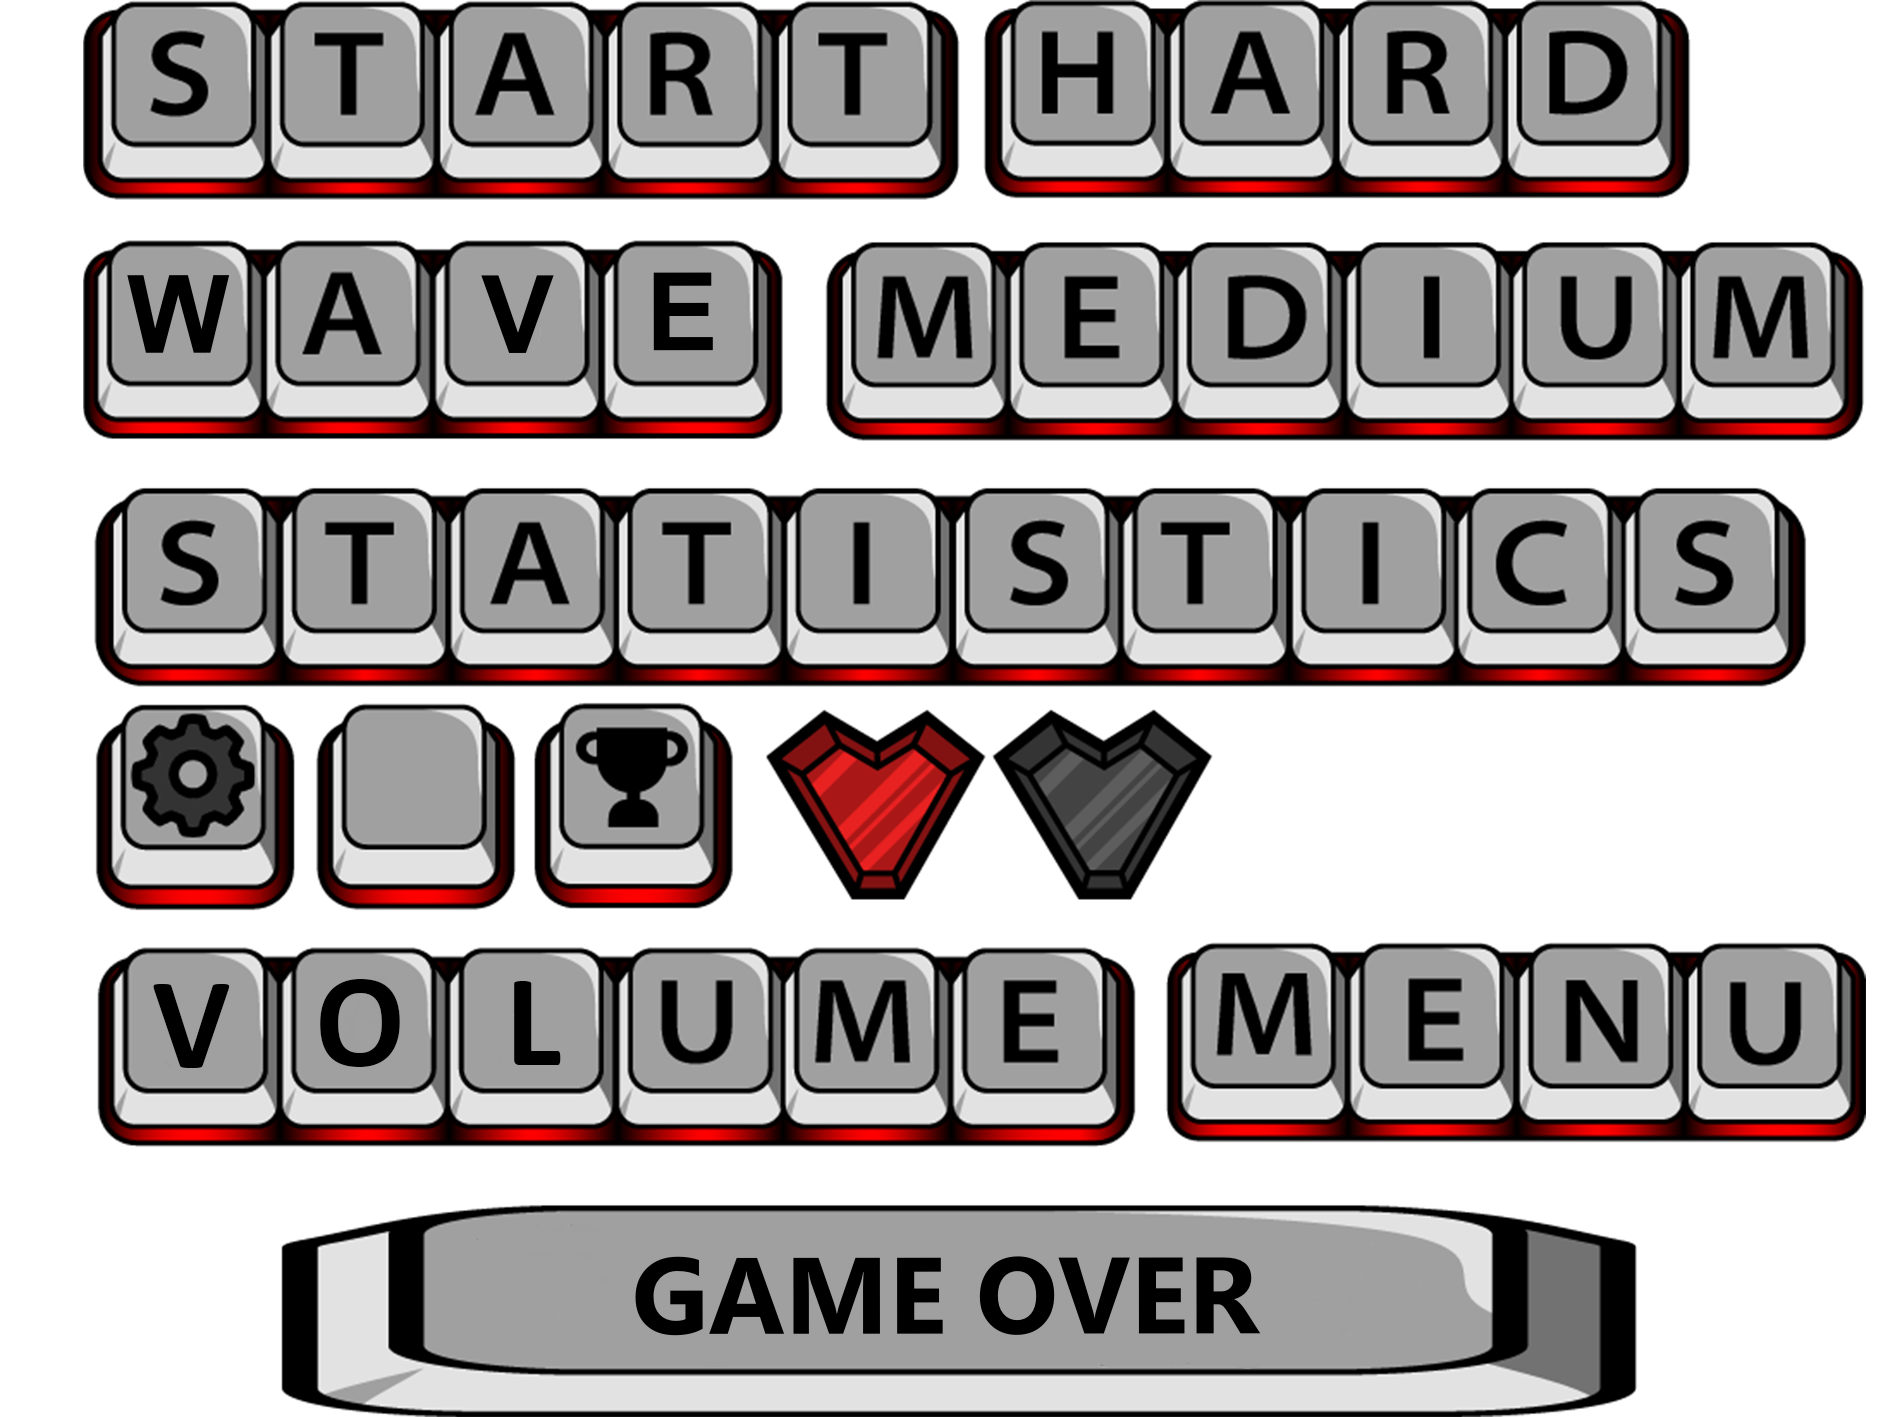 START HARD
WAVE MEDIUM
STATISTICS
VOLUME MENU
GAME OVER